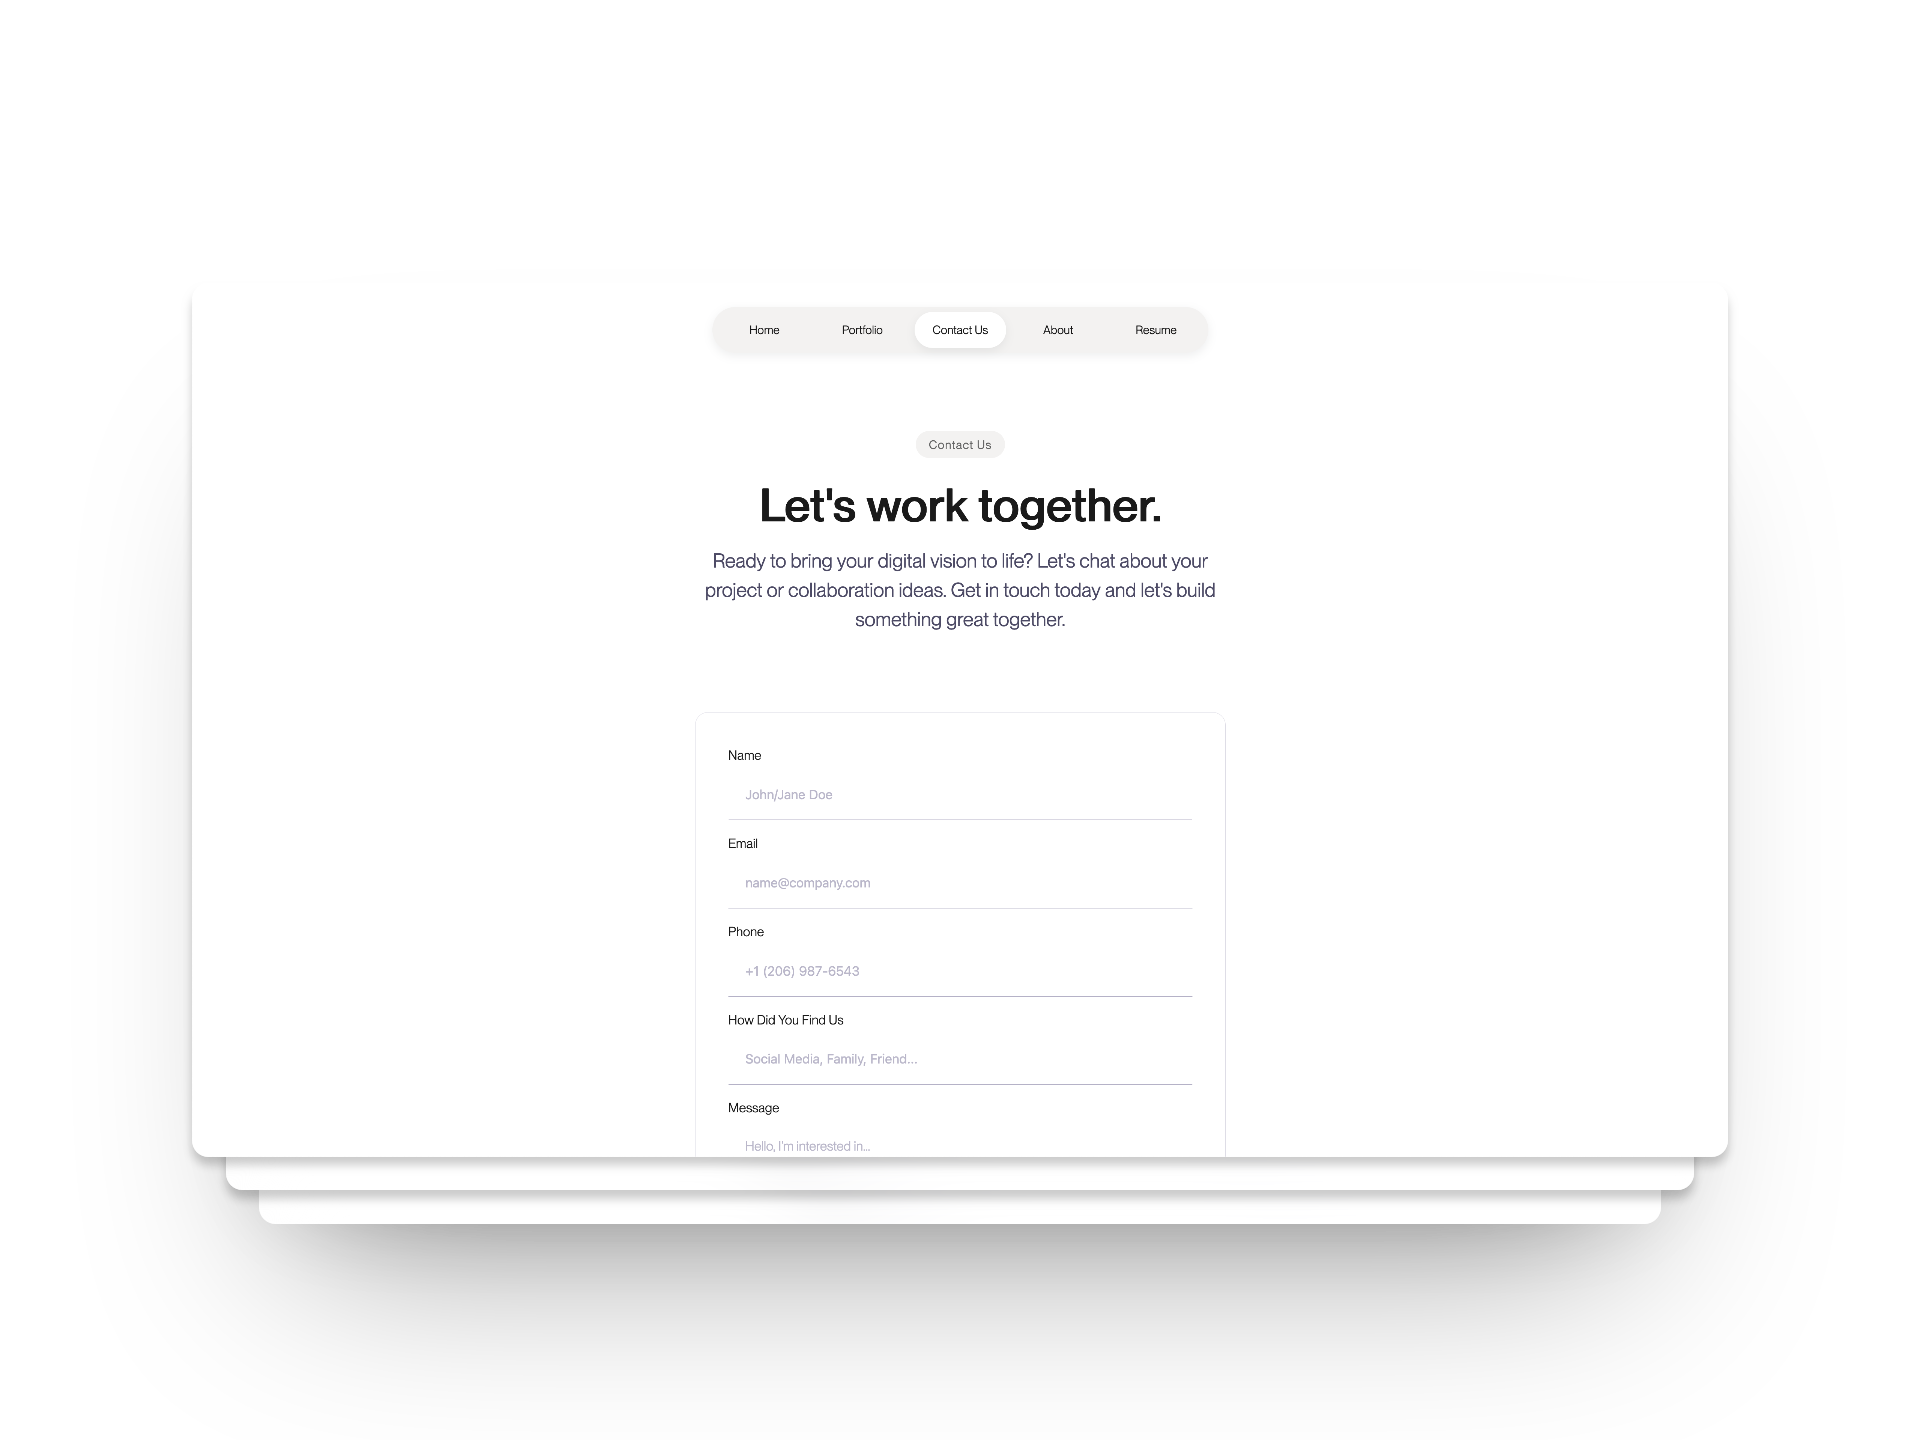 Home Portfolio Contact Us About Resume
Contact Us
Let's work together.
Ready to bring your digital vision to life? Let's chat about your
project or collaboration ideas. Get in touch today and let's build
something great together.
Name
John/Jane Doe
Email
name@company.com
Phone
+1 (206) 987-6543
How Did You Find Us
Social Media, Family, Friend...
Message
Hello, I'm interested in...